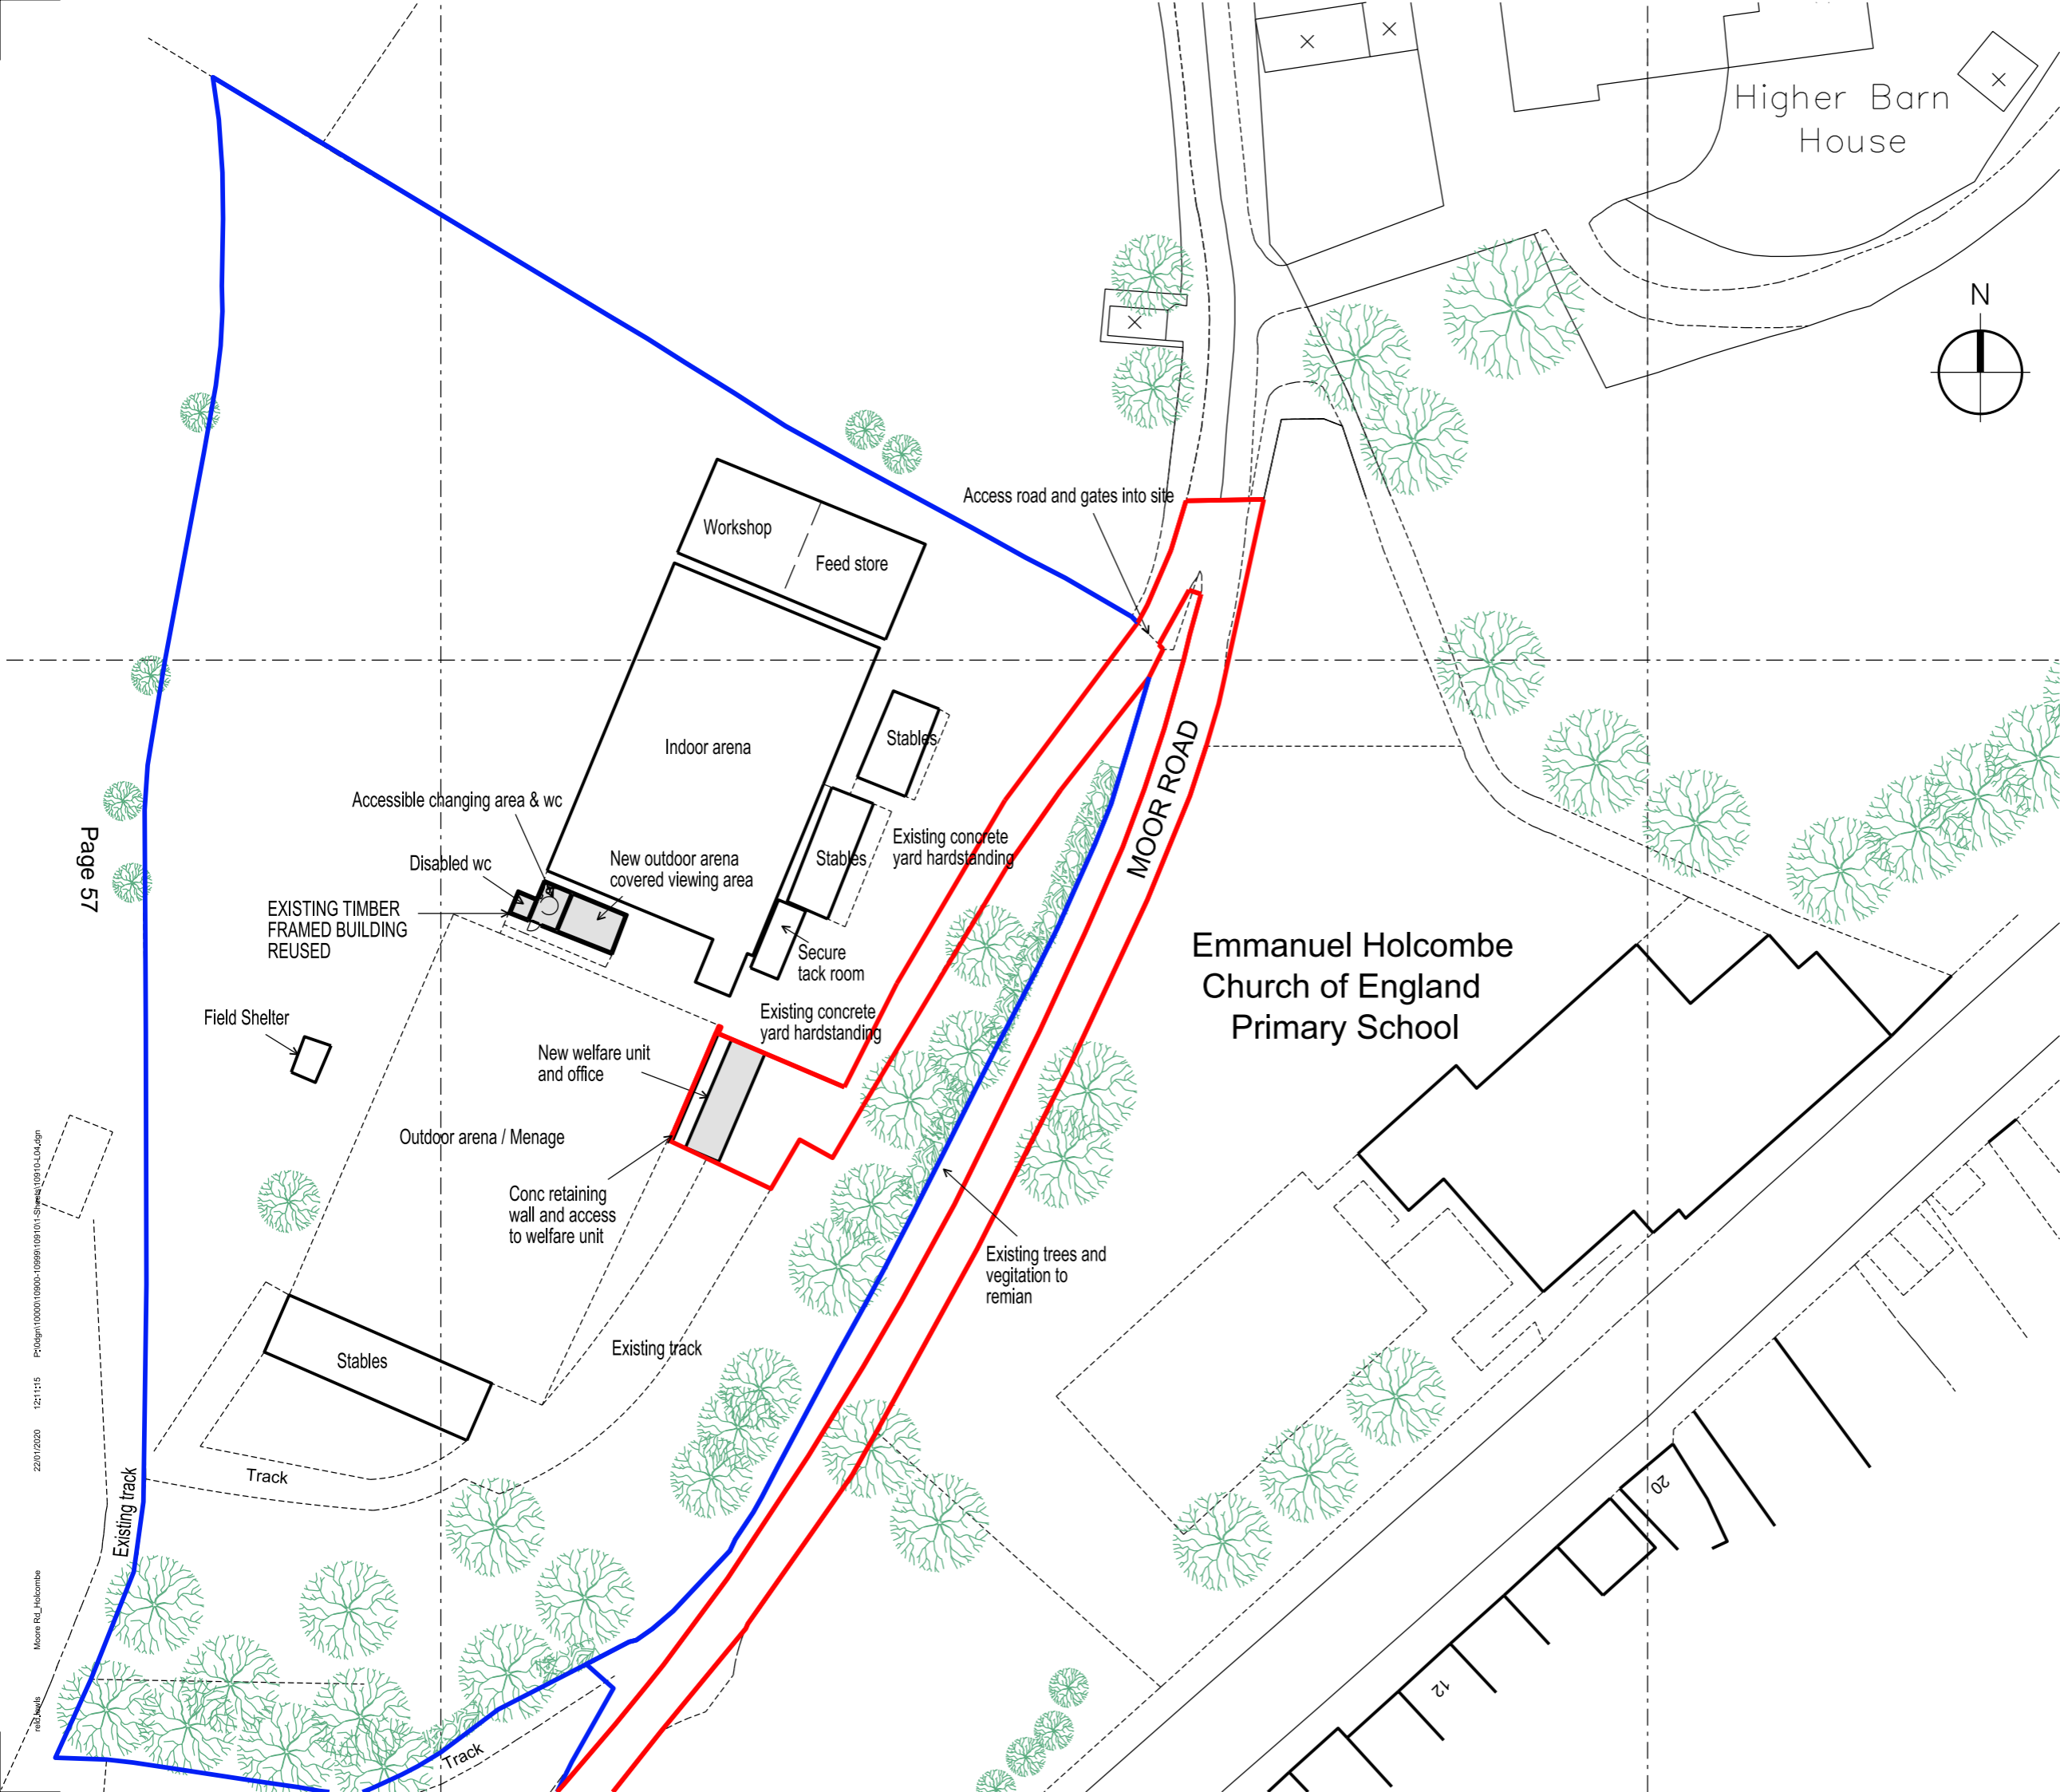 Higher Barn
House
N
Access road and gates into site
Workshop
Feed store
Indoor arena
Stables
Stables
Accessible changing area & wc
Disabled wc
New outdoor arena
covered viewing area
Existing concrete
yard hardstanding
MOOR ROAD
Page 57
EXISTING TIMBER
FRAMED BUILDING
REUSED
Secure
tack room
Emmanuel Holcombe
Church of England
Primary School
Field Shelter
Existing concrete
yard hardstanding
New welfare unit
and office
Outdoor arena / Menage
Conc retaining
wall and access
to welfare unit
Existing trees and
vegitation to
remian
Existing track
Stables
Track
Existing track
Track
20
12
22/01/2020
12:11:15
Moore Rd_Holcombe